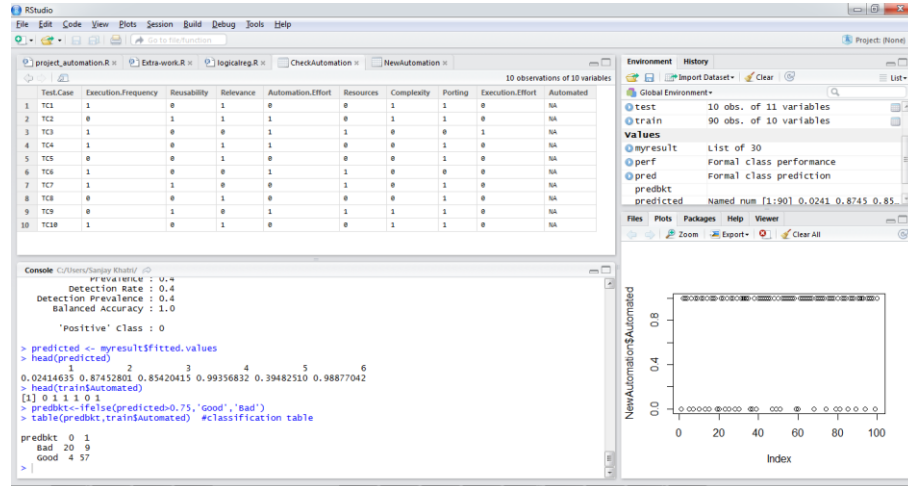 RStudio
File Edit Code View Plots Session Build Debug Tools Help
Go to file/function
Project: (None)
project_automation.R × Extra-work.R × logicalreg.R × CheckAutomation × NewAutomation ×
10 observations of 10 variables
Test.Case Execution.Frequency Reusability Relevance Automation.Effort Resources Complexity Porting Execution.Effort Automated
1 TC1 1 0 1 0 0 1 1 0 NA
2 TC2 0 1 1 1 0 1 1 0 NA
3 TC3 1 0 0 1 1 0 0 1 NA
4 TC4 1 0 1 1 0 0 1 0 NA
5 TC5 0 0 1 0 0 0 1 0 NA
6 TC6 1 0 0 1 1 0 0 0 NA
7 TC7 1 1 0 0 1 0 1 0 NA
8 TC8 0 0 1 0 0 0 1 0 NA
9 TC9 0 1 0 1 1 1 1 0 NA
10 TC10 1 0 1 0 0 1 1 0 NA
Console C:/Users/Sanjay Khatri/
Prevalence : 0.4
Detection Rate : 0.4
Detection Prevalence : 0.4
Balanced Accuracy : 1.0
'Positive' Class : 0
> predicted <- myresult$fitted.values
> head(predicted)
1 2 3 4 5 6
0.02414635 0.87452801 0.85420415 0.99356832 0.39482510 0.98877042
> head(train$Automated)
[1] 0 1 1 1 0 1
> predbkt<-ifelse(predicted>0.75,'Good','Bad')
> table(predbkt,train$Automated) #classification table
predbkt 0 1
Bad 20 9
Good 4 57
>
Environment History
Import Dataset Clear List
Global Environment
test 10 obs. of 11 variables
train 90 obs. of 10 variables
Values
myresult List of 30
perf Formal class performance
pred Formal class prediction
predbkt
predicted Named num [1:90] 0.0241 0.8745 0.85…
Files Plots Packages Help Viewer
Zoom Export Clear All
NewAutomation$Automated
0.8
0.4
0.0
0 20 40 60 80 100
Index